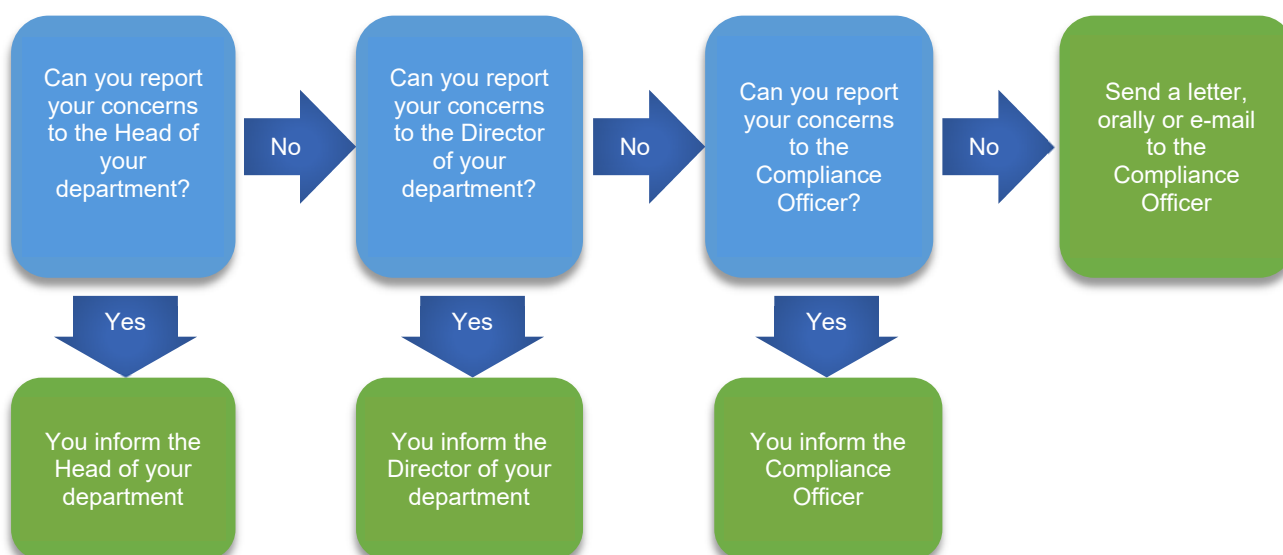 Can you report
your concerns
to the Head of
your
department?
No
Can you report
your concerns
to the Director
of your
department?
No
Can you report
your concerns
to the
Compliance
Officer?
No
Send a letter,
orally or e-mail
to the
Compliance
Officer
Yes
Yes
Yes
You inform the
Head of your
department
You inform the
Director of your
department
You inform the
Compliance
Officer